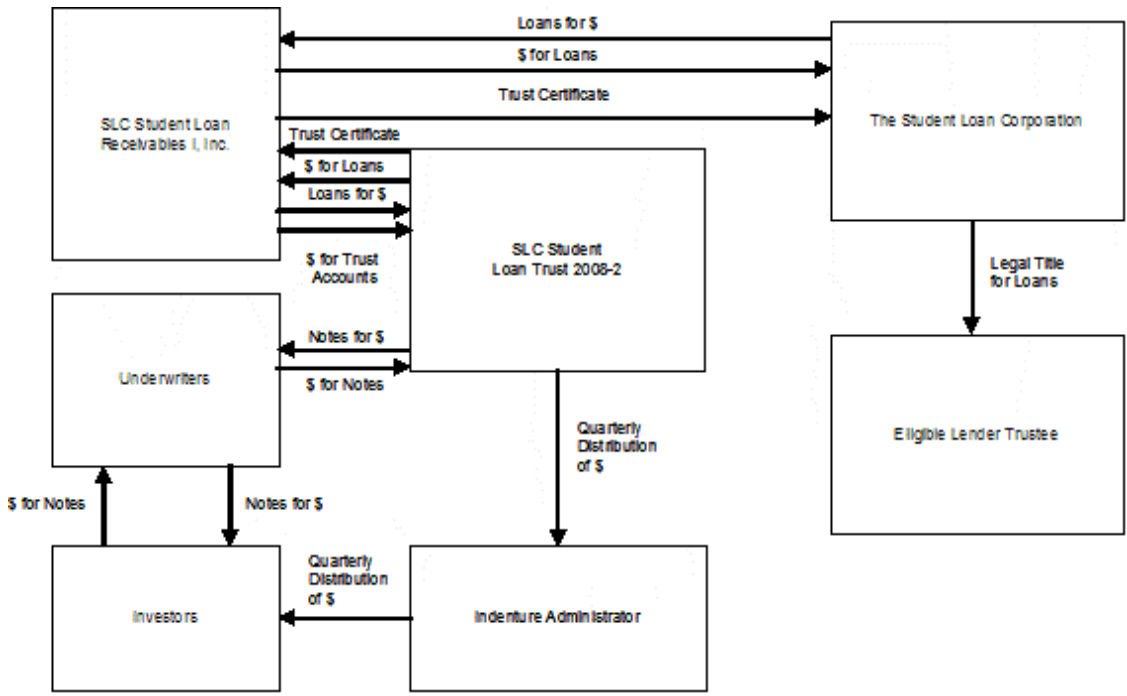 Loans for $
$ for Loans
Trust Certificate
SLC Student Loan
Receivables I, Inc.
The Student Loan Corporation
Trust Certificate
$ for Loans
Loans for $
$ for Trust
Accounts
SLC Student
Loan Trust 2008-2
Legal Title
for Loans
Notes for $
$ for Notes
Underwriters
Quarterly
Distribution
of $
Eligible Lender Trustee
$ for Notes
Notes for $
Quarterly
Distribution
of $
Investors
Indenture Administrator